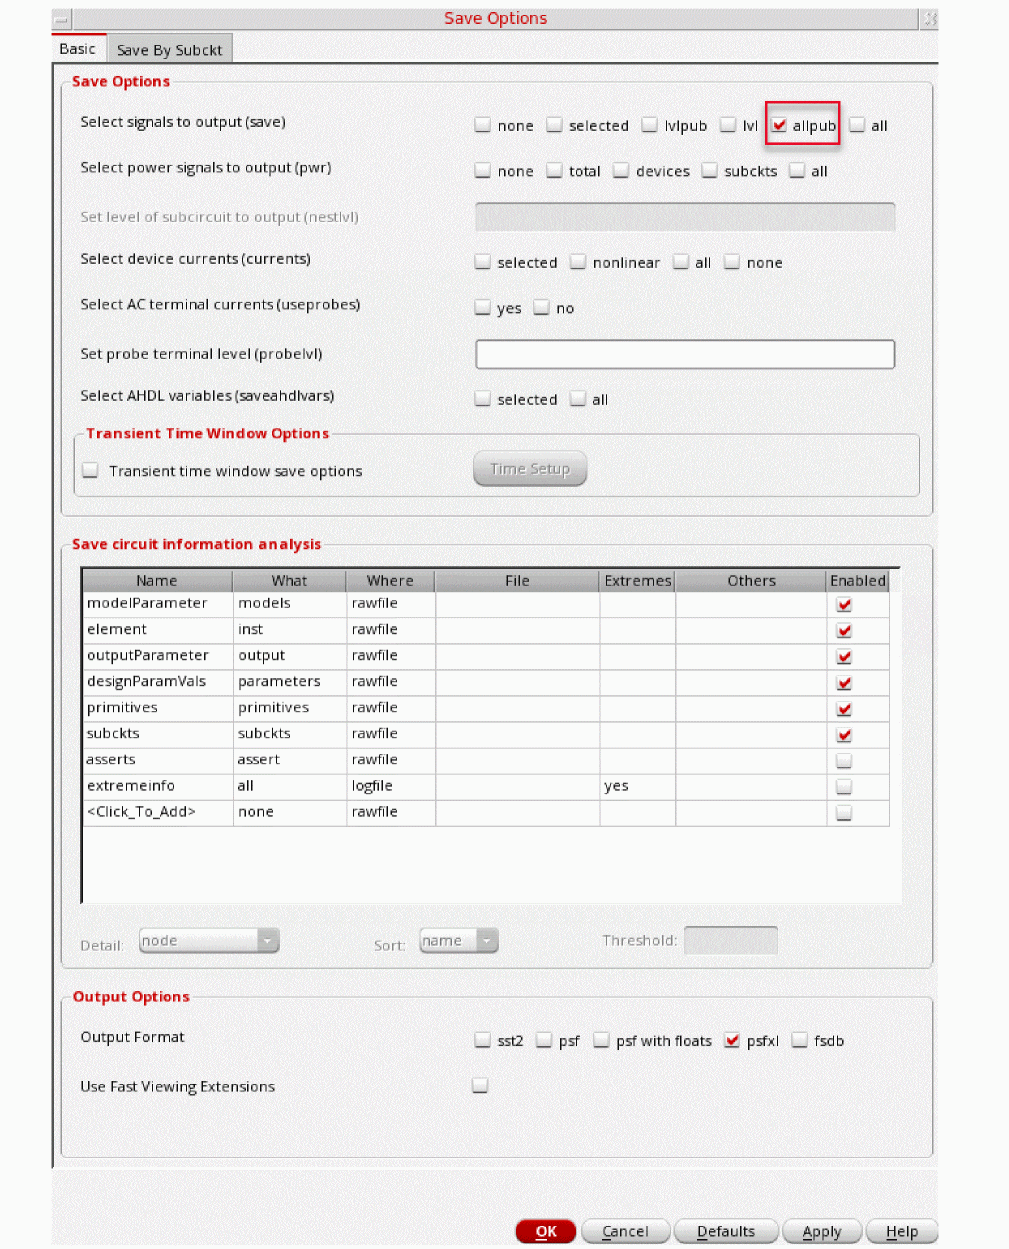 Save Options
Basic Save By Subckt
Save Options
Select signals to output (save) none selected lvlpub lvl allpub all
Select power signals to output (pwr) none total devices subckts all
Set level of subcircuit to output (nestlvl)
Select device currents (currents) selected nonlinear all none
Select AC terminal currents (useprobes) yes no
Set probe terminal level (probelvl)
Select AHDL variables (saveahdlvars) selected all
Transient Time Window Options
Transient time window save options Time Setup
Save circuit information analysis
Name What Where File Extremes Others Enabled
modelParameter models rawfile
element inst rawfile
outputParameter output rawfile
designParamVals parameters rawfile
primitives primitives rawfile
subckts subckts rawfile
asserts assert rawfile
extremeinfo all logfile yes
<Click_To_Add> none rawfile
Detail: node Sort: name Threshold:
Output Options
Output Format sst2 psf psf with floats psfxl fsdb
Use Fast Viewing Extensions
OK Cancel Defaults Apply Help